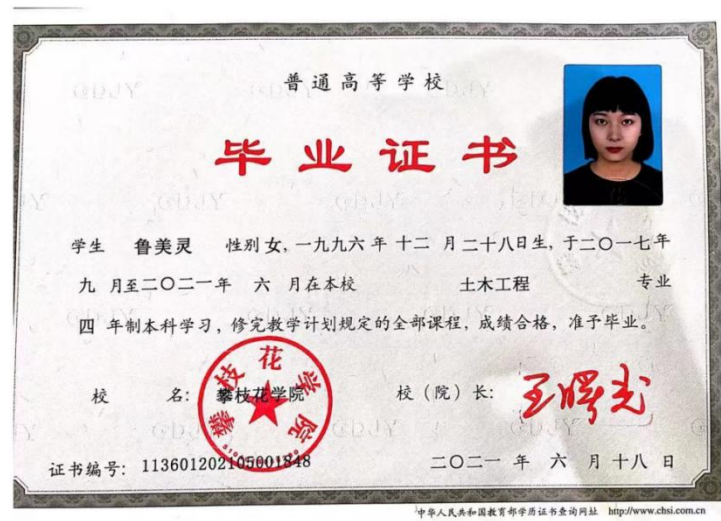 普通高等学校
毕业证书
学生 鲁美灵 性别女,一九九六年 十二 月二十八日生,于二〇一七年
九 月至二〇二一年 六 月在本校 土木工程 专业
四 年制本科学习,修完教学计划规定的全部课程,成绩合格,准予毕业。
校 名: 攀枝花学院 校(院)长:
攀枝花学院
证书编号: 113601202105001848 二〇二一 年 六 月 十八 日
中华人民共和国教育部学历证书查询网址 http://www.chsi.com.cn